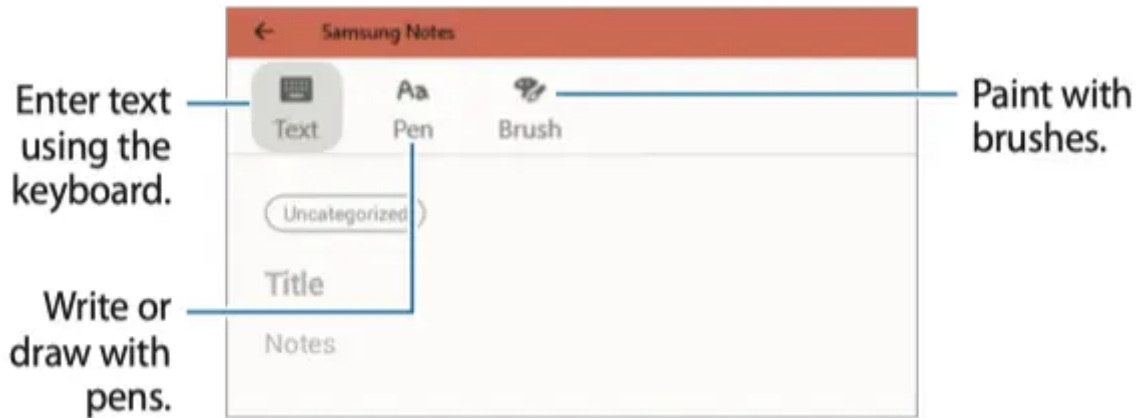 Samsung Notes
Enter text
using the
keyboard.
Text
Aa
Pen
Brush
Paint with
brushes.
Uncategorized
Title
Write or
draw with
pens.
Notes